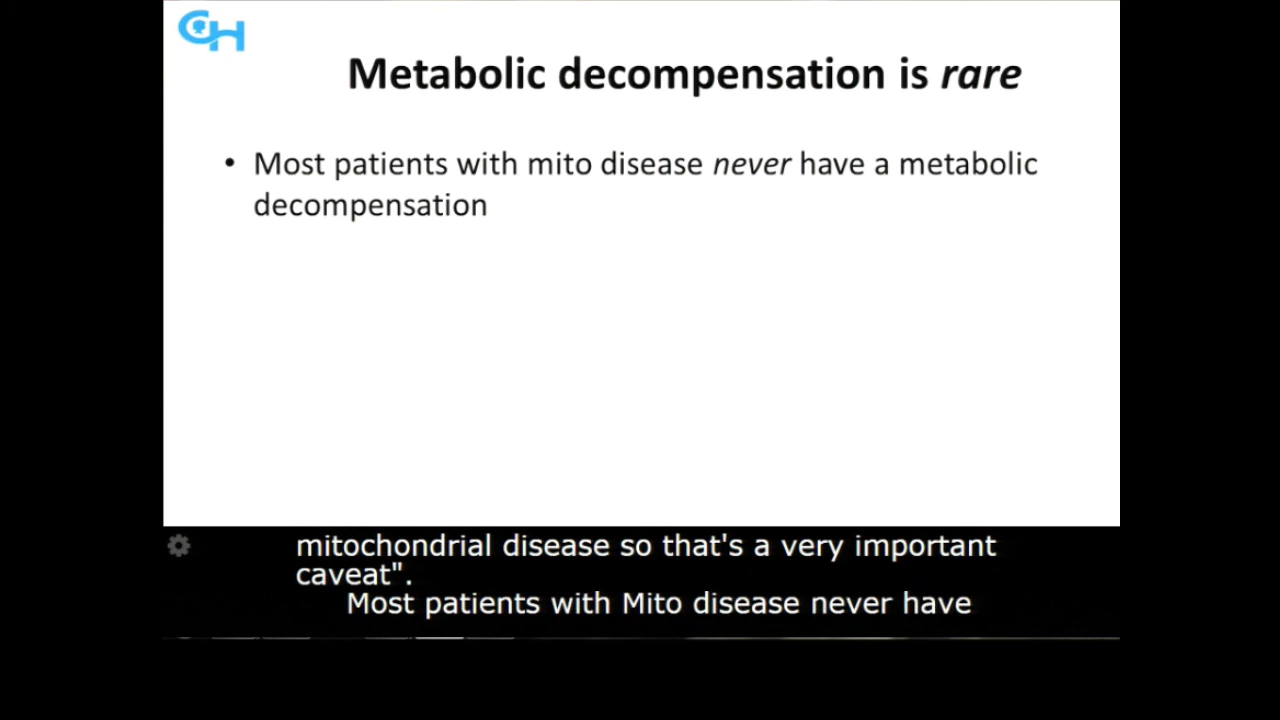 CH
Metabolic decompensation is rare
• Most patients with mito disease never have a metabolic
decompensation
mitochondrial disease so that's a very important
caveat".
Most patients with Mito disease never have